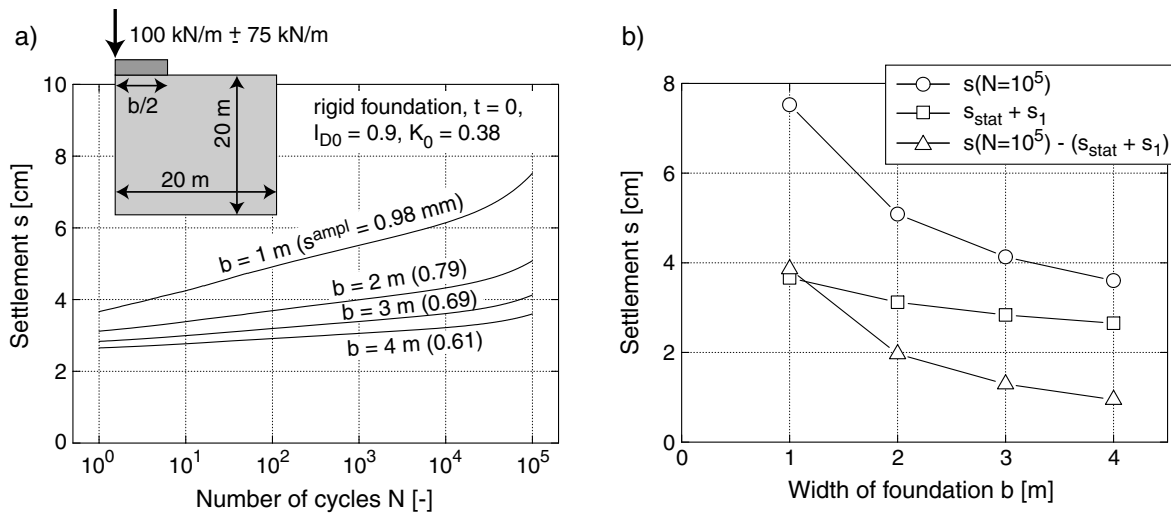 a)
100 kN/m ± 75 kN/m
b/2
20 m
20 m
rigid foundation, t = 0,
I_D0 = 0.9, K_0 = 0.38
b = 1 m (s^ampl = 0.98 mm)
b = 2 m (0.79)
b = 3 m (0.69)
b = 4 m (0.61)
10
8
6
4
2
0
Settlement s [cm]
10^0
10^1
10^2
10^3
10^4
10^5
Number of cycles N [-]
b)
s(N=10^5)
s_stat + s_1
s(N=10^5) - (s_stat + s_1)
8
6
4
2
0
Settlement s [cm]
0
1
2
3
4
Width of foundation b [m]